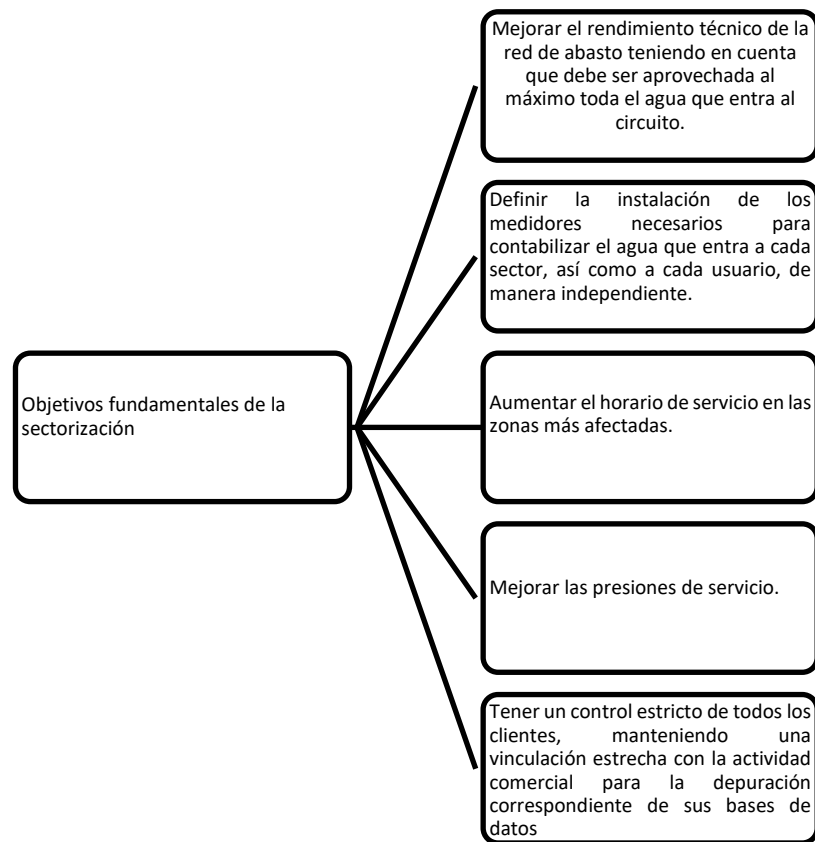 Mejorar el rendimiento técnico de la
red de abasto teniendo en cuenta
que debe ser aprovechada al
máximo toda el agua que entra al
circuito.
Definir la instalación de los
medidores necesarios para
contabilizar el agua que entra a cada
sector, así como a cada usuario, de
manera independiente.
Objetivos fundamentales de la
sectorización
Aumentar el horario de servicio en las
zonas más afectadas.
Mejorar las presiones de servicio.
Tener un control estricto de todos los
clientes, manteniendo una
vinculación estrecha con la actividad
comercial para la depuración
correspondiente de sus bases de
datos